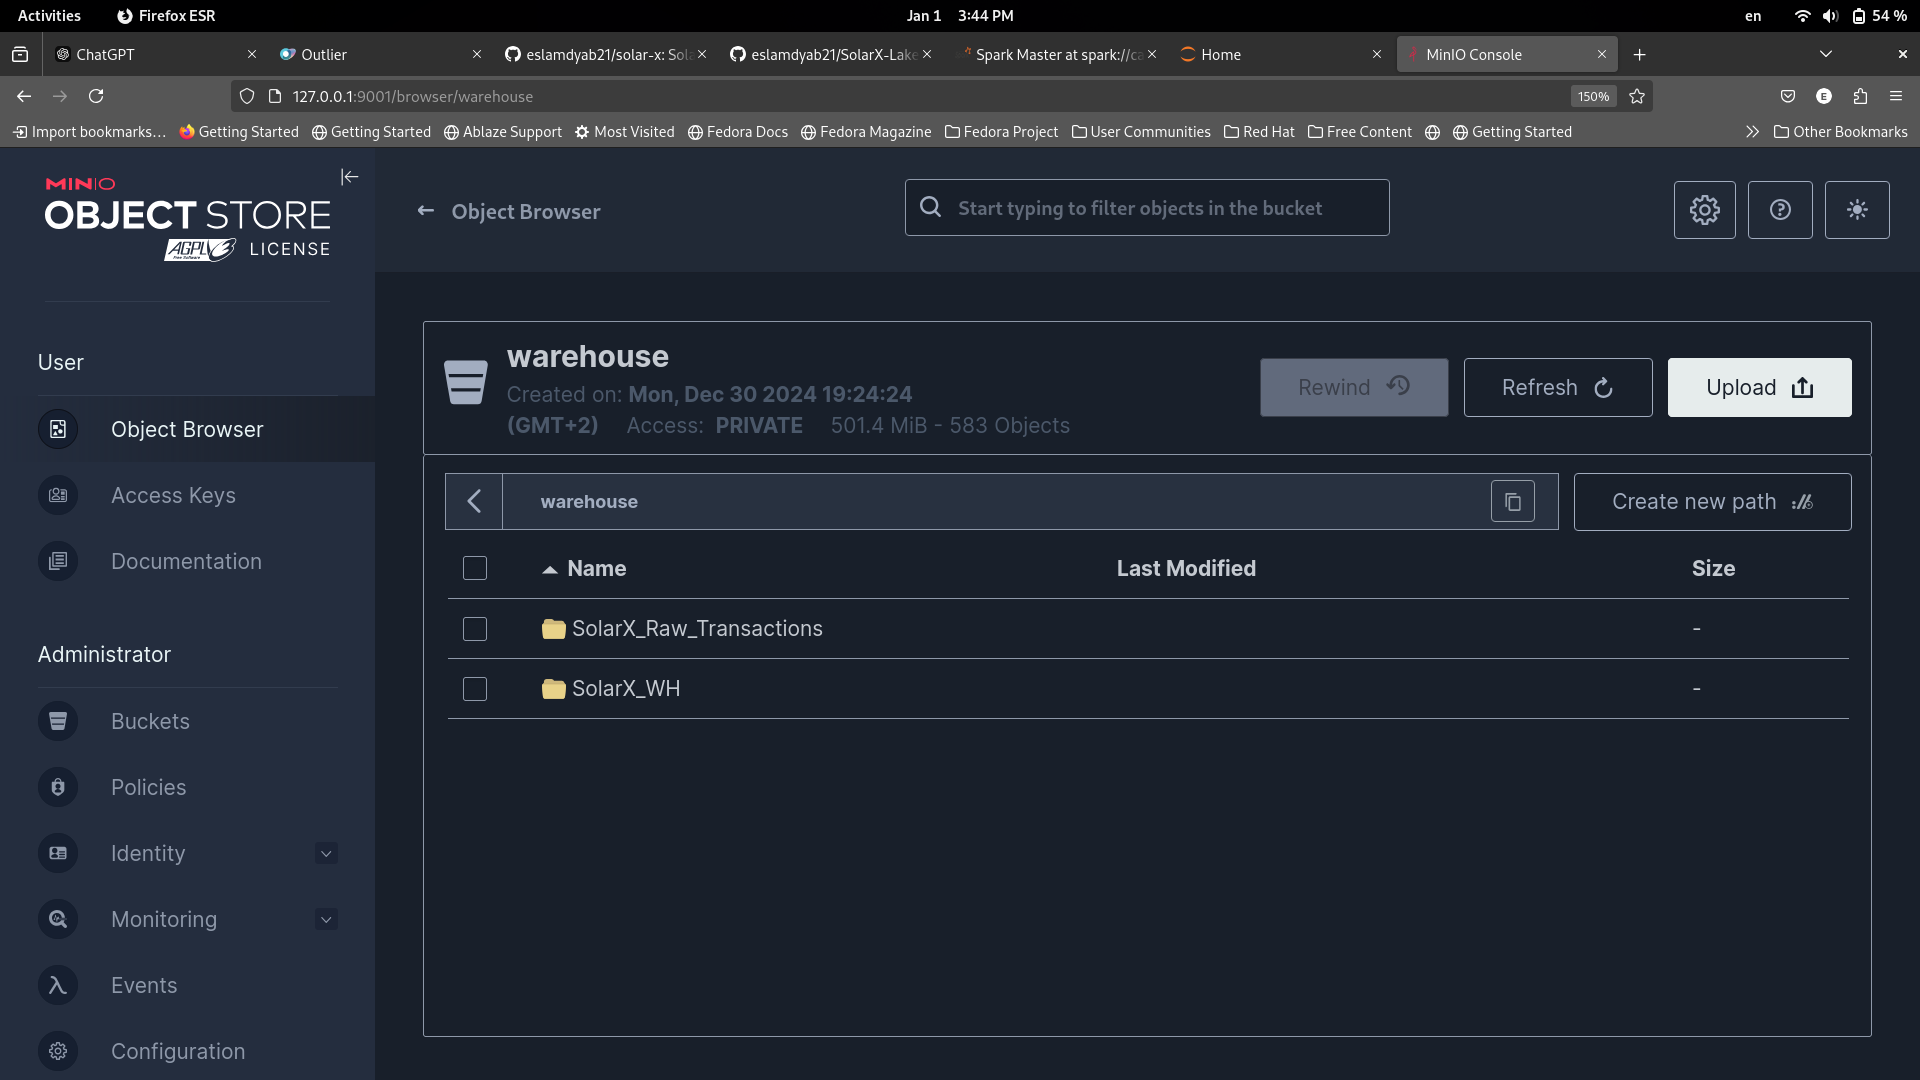 Activities Firefox ESR Jan 1 3:44 PM en 54 %
ChatGPT Outlier eslamdyab21/solar-x: Sola eslamdyab21/SolarX-Lake Spark Master at spark://ca Home MinIO Console
127.0.0.1:9001/browser/warehouse 150% E
Import bookmarks... Getting Started Getting Started Ablaze Support Most Visited Fedora Docs Fedora Magazine Fedora Project User Communities Red Hat Free Content Getting Started Other Bookmarks
MINIO
OBJECT STORE
AGPL v3 LICENSE
Free Software
Object Browser
Start typing to filter objects in the bucket
User
Object Browser
Access Keys
Documentation
Administrator
Buckets
Policies
Identity
Monitoring
Events
Configuration
warehouse
Created on: Mon, Dec 30 2024 19:24:24
(GMT+2) Access: PRIVATE 501.4 MiB - 583 Objects
Rewind Refresh Upload
warehouse
Create new path
Name Last Modified Size
SolarX_Raw_Transactions -
SolarX_WH -